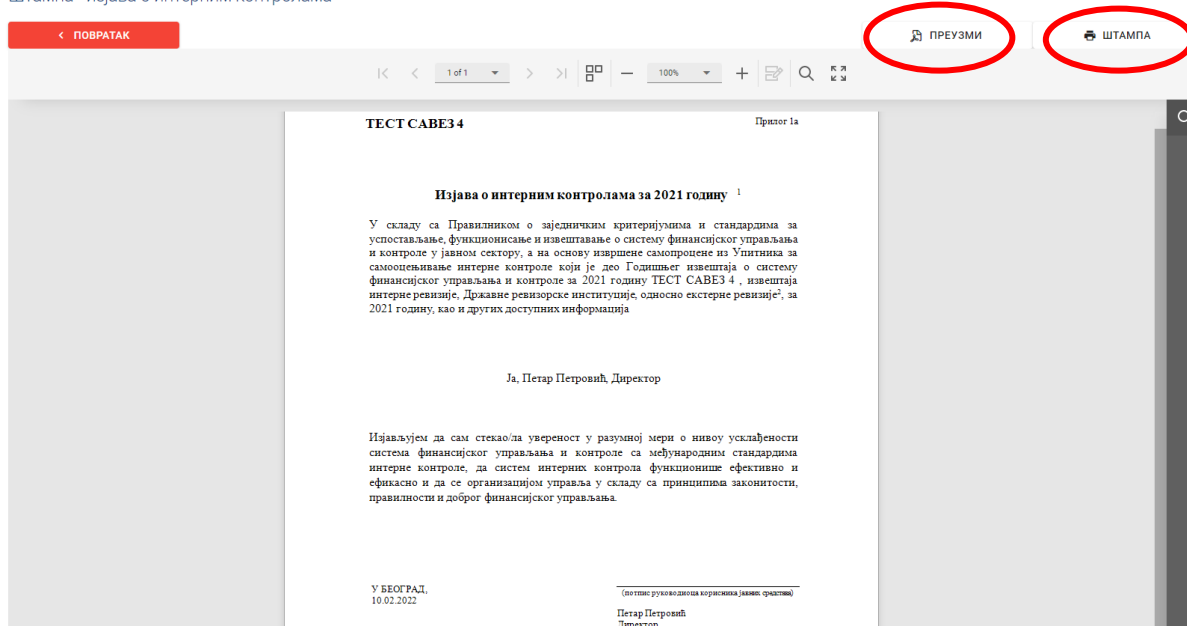 Штампа - изјава о интерним контролама
ПОВРАТАК
ПРЕУЗМИ
ШТАМПА
1 of 1
100%
ТЕСТ САВЕЗ 4
Прилог 1а
Изјава о интерним контролама за 2021 годину 1
У складу са Правилником о заједничким критеријумима и стандардима за
успостављање, функционисање и извештавање о систему финансијског управљања
и контроле у јавном сектору, а на основу извршене самопроцене из Упитника за
самооцењивање интерне контроле који је део Годишњег извештаја о систему
финансијског управљања и контроле за 2021 годину ТЕСТ САВЕЗ 4 , извештаја
интерне ревизије, Државне ревизорске институције, односно екстерне ревизије², за
2021 годину, као и других доступних информација
Ја, Петар Петровић, Директор
Изјављујем да сам стекао/ла увереност у разумној мери о нивоу усклађености
система финансијског управљања и контроле са међународним стандардима
интерне контроле, да систем интерних контрола функционише ефективно и
ефикасно и да се организацијом управља у складу са принципима законитости,
правилности и доброг финансијског управљања.
У БЕОГРАД,
10.02.2022
(потпис руководиоца корисника јавних средстава)
Петар Петровић
Директор